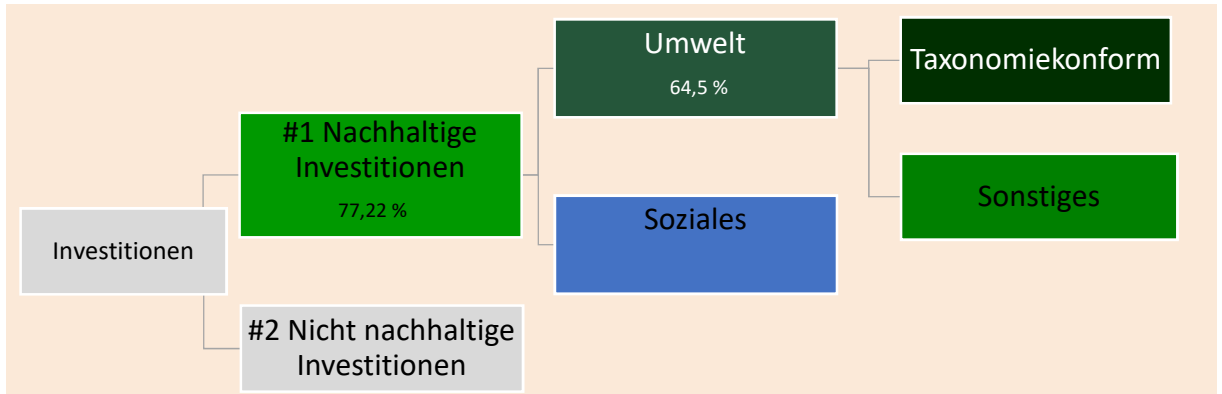 Investitionen
#1 Nachhaltige
Investitionen
77,22 %
#2 Nicht nachhaltige
Investitionen
Umwelt
64,5 %
Soziales
Taxonomiekonform
Sonstiges